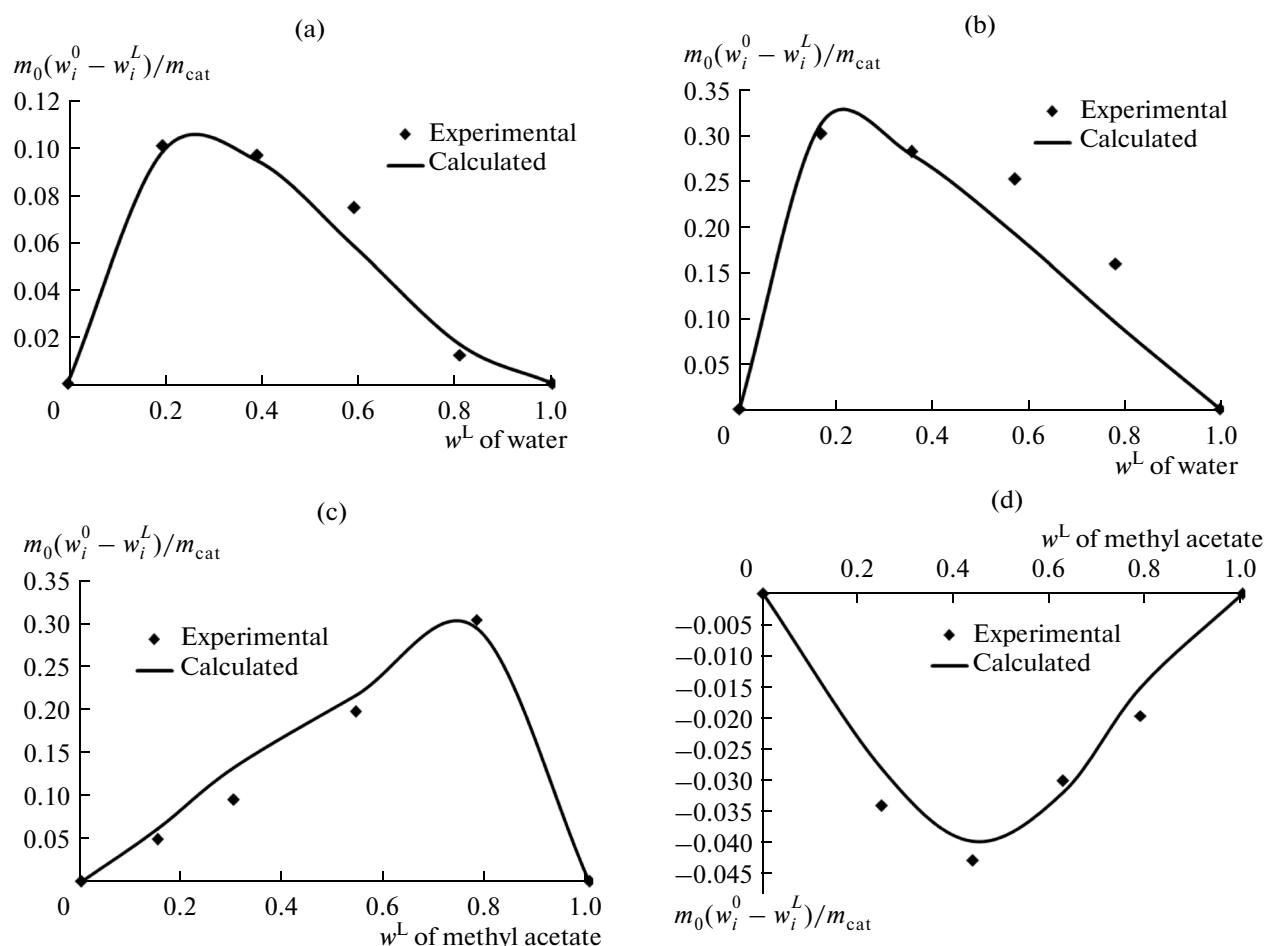 (a)
m₀(wᵢ⁰ − wᵢᴸ)/m_cat
0.12
0.10
0.08
0.06
0.04
0.02
0 0.2 0.4 0.6 0.8 1.0
wᴸ of water
Experimental
Calculated
(b)
m₀(wᵢ⁰ − wᵢᴸ)/m_cat
0.35
0.30
0.25
0.20
0.15
0.30
0.05
0 0.2 0.4 0.6 0.8 1.0
wᴸ of water
Experimental
Calculated
(c)
m₀(wᵢ⁰ − wᵢᴸ)/m_cat
0.35
0.30
0.25
0.20
0.15
0.10
0.05
0 0.2 0.4 0.6 0.8 1.0
wᴸ of methyl acetate
Experimental
Calculated
(d)
wᴸ of methyl acetate
0 0.2 0.4 0.6 0.8 1.0
−0.005
−0.010
−0.015
−0.020
−0.025
−0.030
−0.035
−0.040
−0.045
Experimental
Calculated
m₀(wᵢ⁰ − wᵢᴸ)/m_cat